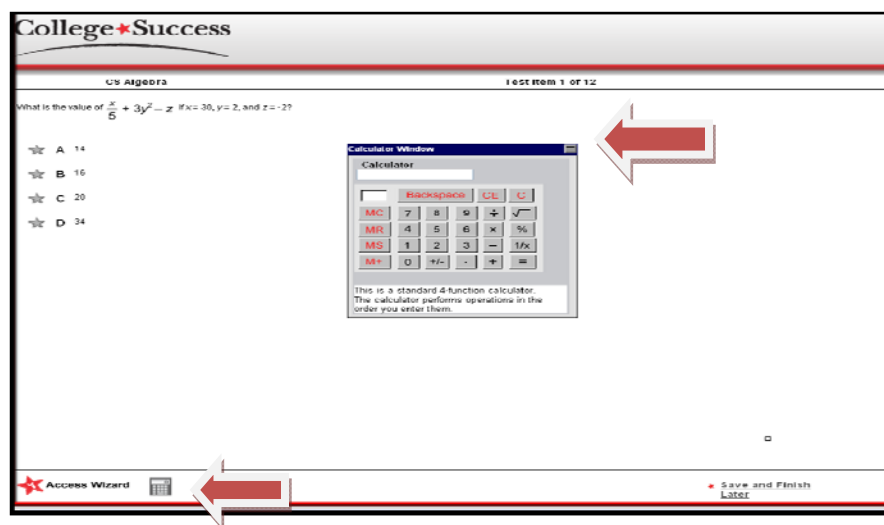 College★Success
CS Algebra
Test Item 1 of 12
What is the value of x/5 + 3y² – z if x = 30, y = 2, and z = -2?
A 14
B 16
C 20
D 34
Calculator Window
Calculator
Backspace CE C
MC 7 8 9 ÷ √
MR 4 5 6 × %
MS 1 2 3 – 1/x
M+ 0 +/- . + =
This is a standard 4-function calculator.
The calculator performs operations in the
order you enter them.
Access Wizard
Save and Finish
Later